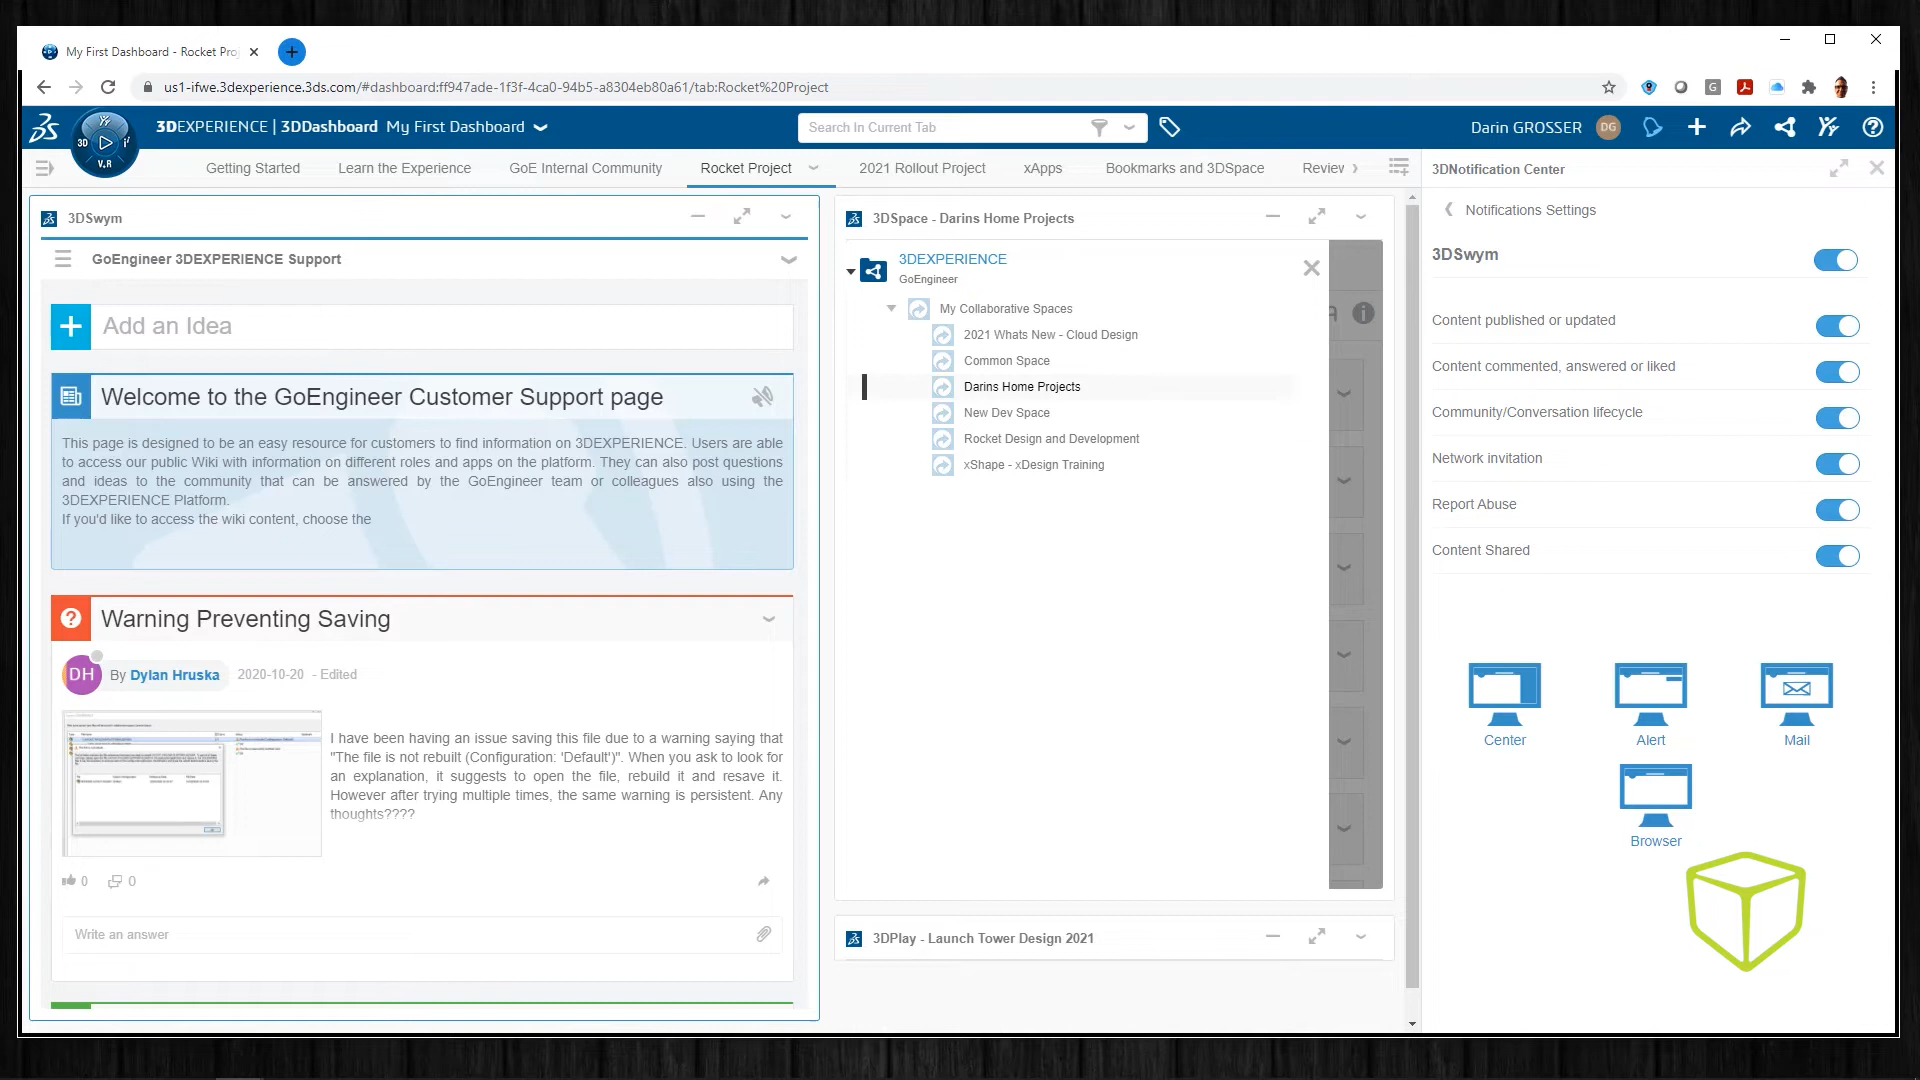 My First Dashboard - Rocket Pro
us1-ifwe.3dexperience.3ds.com/#dashboard:ff947ade-1f3f-4ca0-94b5-a8304eb80a61/tab:Rocket%20Project
3DEXPERIENCE | 3DDashboard My First Dashboard
Search In Current Tab
Darin GROSSER DG
3D V.R
Getting Started Learn the Experience GoE Internal Community Rocket Project 2021 Rollout Project xApps Bookmarks and 3DSpace Review
3DSwym
GoEngineer 3DEXPERIENCE Support
Add an Idea
Welcome to the GoEngineer Customer Support page
This page is designed to be an easy resource for customers to find information on 3DEXPERIENCE. Users are able
to access our public Wiki with information on different roles and apps on the platform. They can also post questions
and ideas to the community that can be answered by the GoEngineer team or colleagues also using the
3DEXPERIENCE Platform.
If you'd like to access the wiki content, choose the
Warning Preventing Saving
DH By Dylan Hruska 2020-10-20 - Edited
I have been having an issue saving this file due to a warning saying that
"The file is not rebuilt (Configuration: 'Default')". When you ask to look for
an explanation, it suggests to open the file, rebuild it and resave it.
However after trying multiple times, the same warning is persistent. Any
thoughts????
0 0
Write an answer
3DSpace - Darins Home Projects
3DEXPERIENCE
GoEngineer
My Collaborative Spaces
2021 Whats New - Cloud Design
Common Space
Darins Home Projects
New Dev Space
Rocket Design and Development
xShape - xDesign Training
3DPlay - Launch Tower Design 2021
3DNotification Center
Notifications Settings
3DSwym
Content published or updated
Content commented, answered or liked
Community/Conversation lifecycle
Network invitation
Report Abuse
Content Shared
Center Alert Mail
Browser